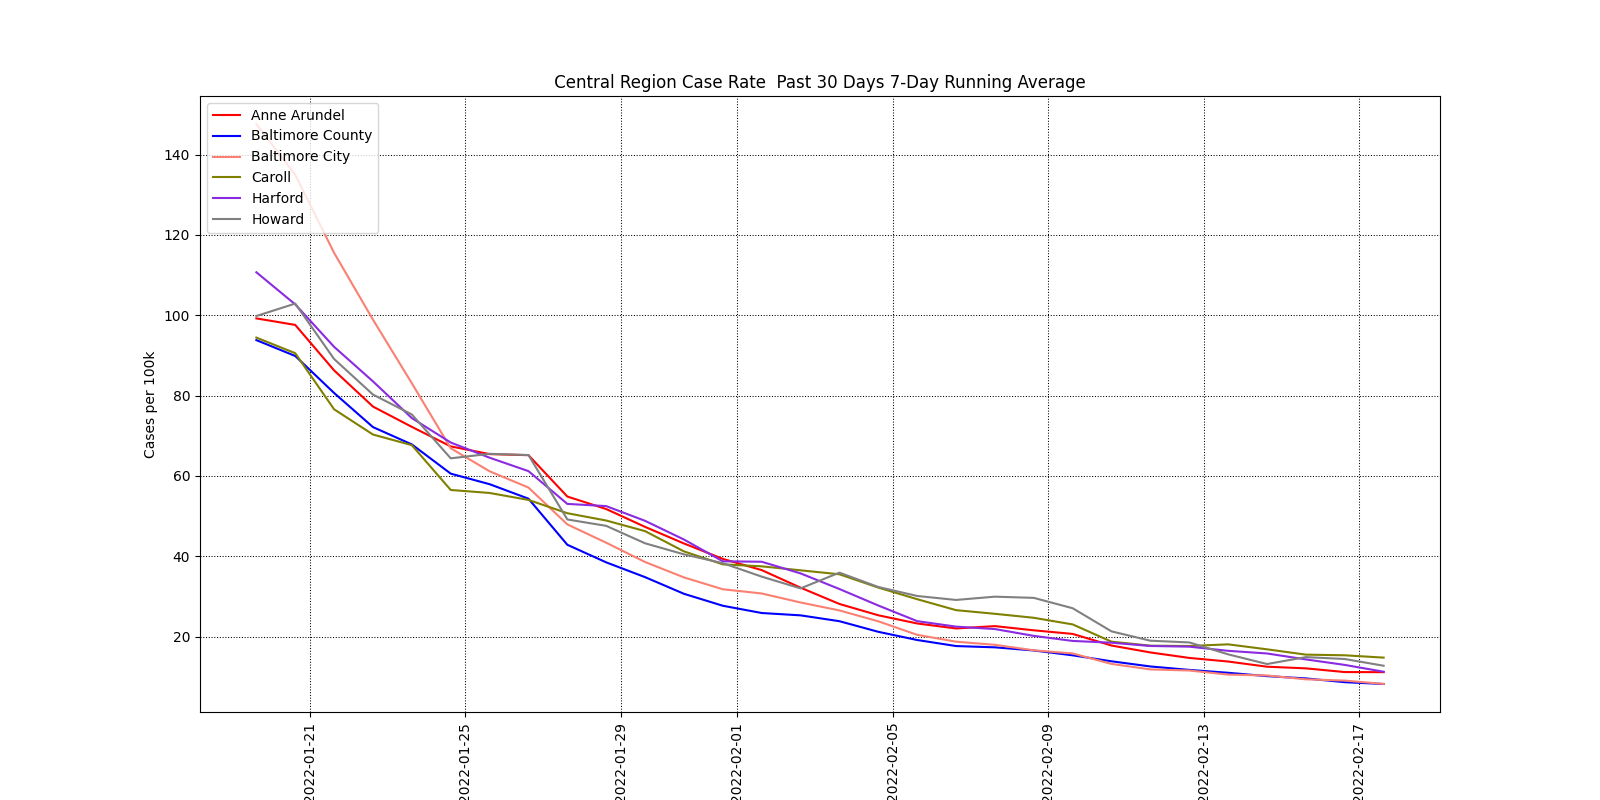 Central Region Case Rate  Past 30 Days 7-Day Running Average
Anne Arundel
Baltimore County
Baltimore City
Caroll
Harford
Howard
140
120
100
80
60
40
20
Cases per 100k
2022-01-21
2022-01-25
2022-01-29
2022-02-01
2022-02-05
2022-02-09
2022-02-13
2022-02-17